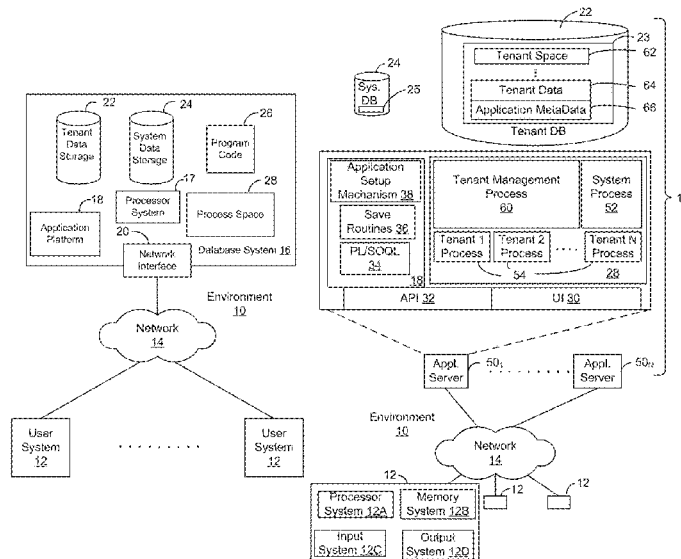 22
24
26
Tenant
Data
Storage
System
Data
Storage
Program
Code
17
28
18
Processor
System
Process Space
Application
Platform
20
Database System 16
Network
Interface
Environment
10
Network
14
User
System
12
User
System
12
22
23
24
Sys.
DB
25
Tenant Space
62
Tenant Data
64
Application MetaData
66
Tenant DB
Application
Setup
Mechanism 38
Tenant Management
Process
60
System
Process
52
1
Save
Routines 36
PL/SOQL
34
Tenant 1
Process
Tenant 2
Process
Tenant N
Process
54
28
18
API 32
UI 30
Appl.
Server
50₁
Appl.
Server
50N
Environment
10
Network
14
12
12
12
Processor
System 12A
Memory
System 12B
Input
System 12C
Output
System 12D